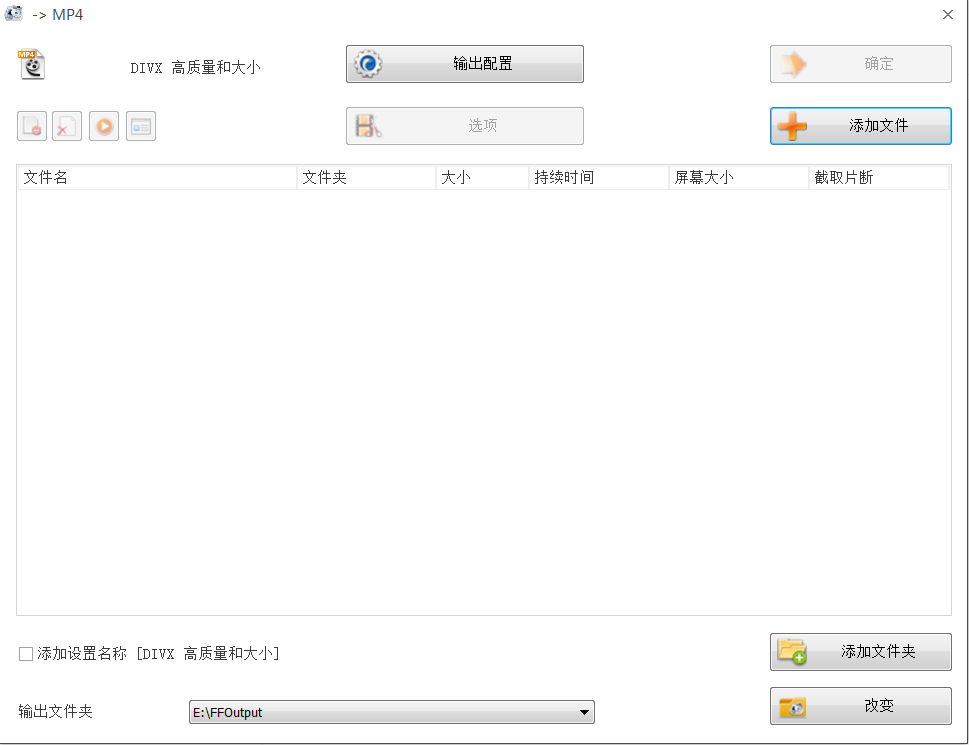 -> MP4
MP4
DIVX 高质量和大小
输出配置
确定
选项
添加文件
文件名 文件夹 大小 持续时间 屏幕大小 截取片断
添加设置名称 [DIVX 高质量和大小]
添加文件夹
输出文件夹
E:\FFOutput
改变